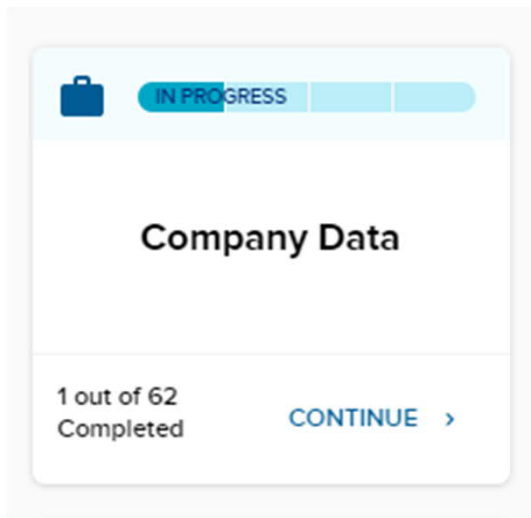 IN PROGRESS
Company Data
1 out of 62
Completed
CONTINUE >